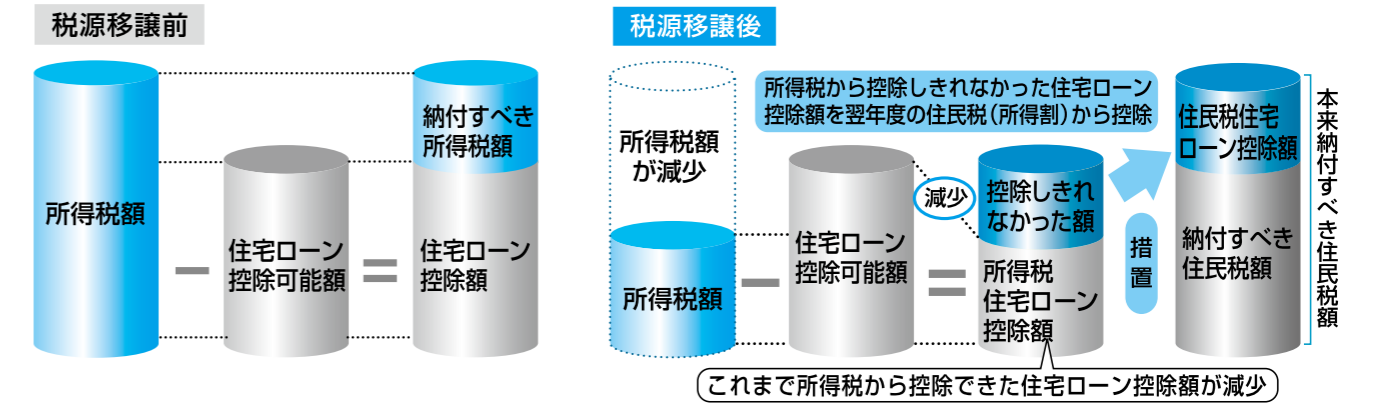 税源移譲前
所得税額
−
住宅ローン
控除可能額
=
納付すべき
所得税額
住宅ローン
控除額
税源移譲後
所得税額
が減少
所得税額
−
住宅ローン
控除可能額
=
減少
所得税から控除しきれなかった住宅ローン
控除額を翌年度の住民税(所得割)から控除
控除しきれ
なかった額
所得税
住宅ローン
控除額
措置
住民税住宅
ローン控除額
納付すべき
住民税額
本来納付すべき住民税額
これまで所得税から控除できた住宅ローン控除額が減少